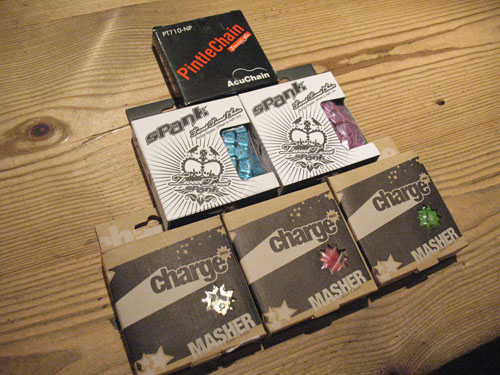 PT710-NP
PintleChain
AcuChain
SPANK
SPANK
Charge
MASHER
Charge
MASHER
Charge
MASHER